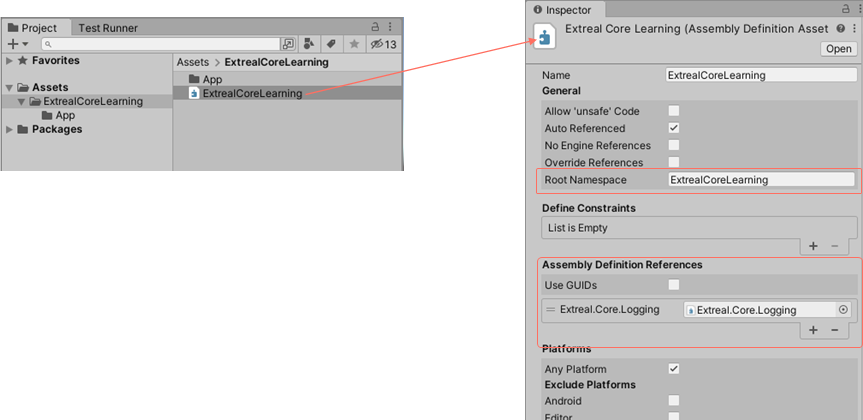 Project
Test Runner
13
Favorites
Assets
ExtrealCoreLearning
App
Packages
Assets > ExtrealCoreLearning
App
ExtrealCoreLearning
Inspector
Extreal Core Learning (Assembly Definition Asset
Open
Name ExtrealCoreLearning
General
Allow 'unsafe' Code
Auto Referenced
No Engine References
Override References
Root Namespace ExtrealCoreLearning
Define Constraints
List is Empty
Assembly Definition References
Use GUIDs
Extreal.Core.Logging Extreal.Core.Logging
Platforms
Any Platform
Exclude Platforms
Android
Editor